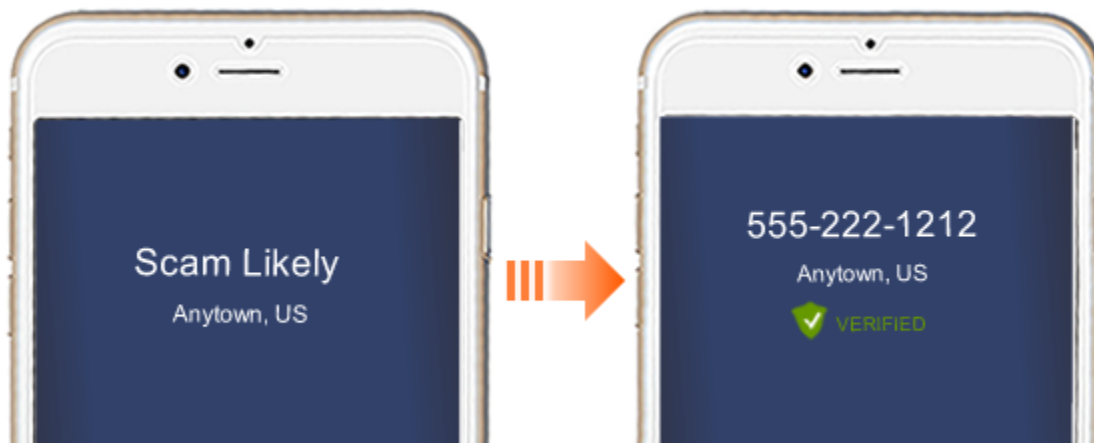 Scam Likely
Anytown, US
555-222-1212
Anytown, US
VERIFIED